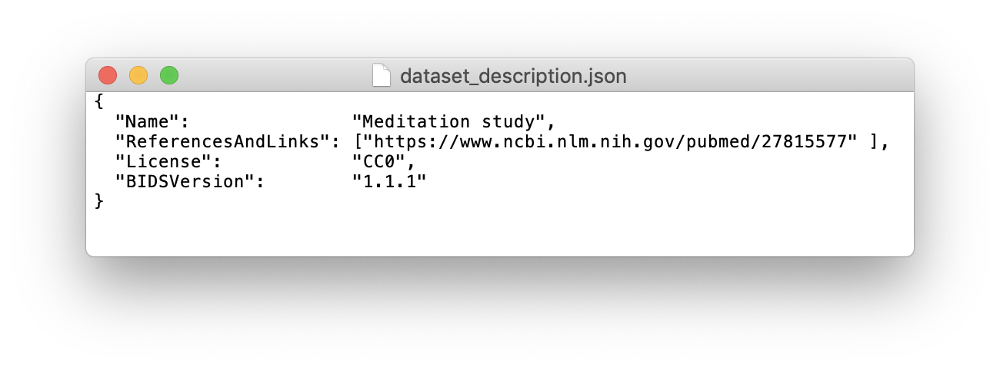 dataset_description.json
{
  "Name":               "Meditation study",
  "ReferencesAndLinks": ["https://www.ncbi.nlm.nih.gov/pubmed/27815577" ],
  "License":            "CC0",
  "BIDSVersion":        "1.1.1"
}